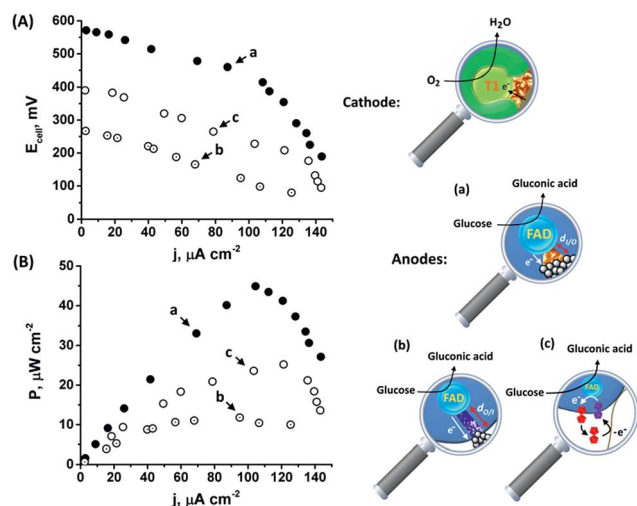 (A)
600
500
400
300
200
100
0
E_cell, mV
a
c
b
0 20 40 60 80 100 120 140
j, μA cm⁻²
(B)
50
40
30
20
10
0
P, μW cm⁻²
a
c
b
0 20 40 60 80 100 120 140
j, μA cm⁻²
Cathode:
H₂O
O₂
T1
e⁻
Anodes:
(a)
Gluconic acid
Glucose
FAD
d_I/O
e⁻
(b)
Gluconic acid
Glucose
FAD
d_O/I
e⁻
(c)
Gluconic acid
Glucose
FAD
e⁻
-e⁻